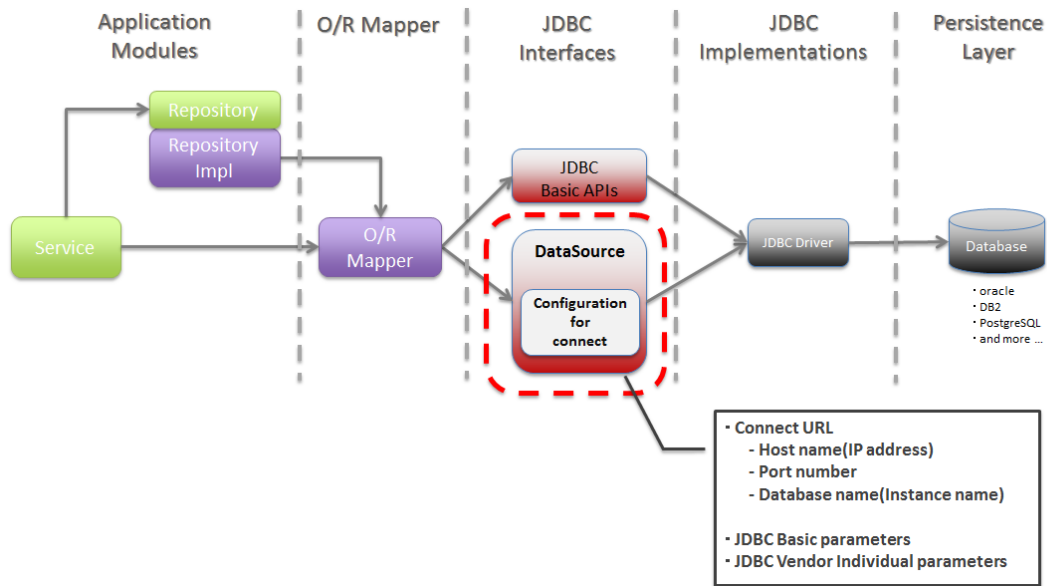 Application
Modules
O/R Mapper
JDBC
Interfaces
JDBC
Implementations
Persistence
Layer
Repository
Repository
Impl
Service
O/R
Mapper
JDBC
Basic APIs
DataSource
Configuration
for
connect
JDBC Driver
Database
・oracle
・DB2
・PostgreSQL
・and more ...
・Connect URL
- Host name(IP address)
- Port number
- Database name(Instance name)
・JDBC Basic parameters
・JDBC Vendor Individual parameters